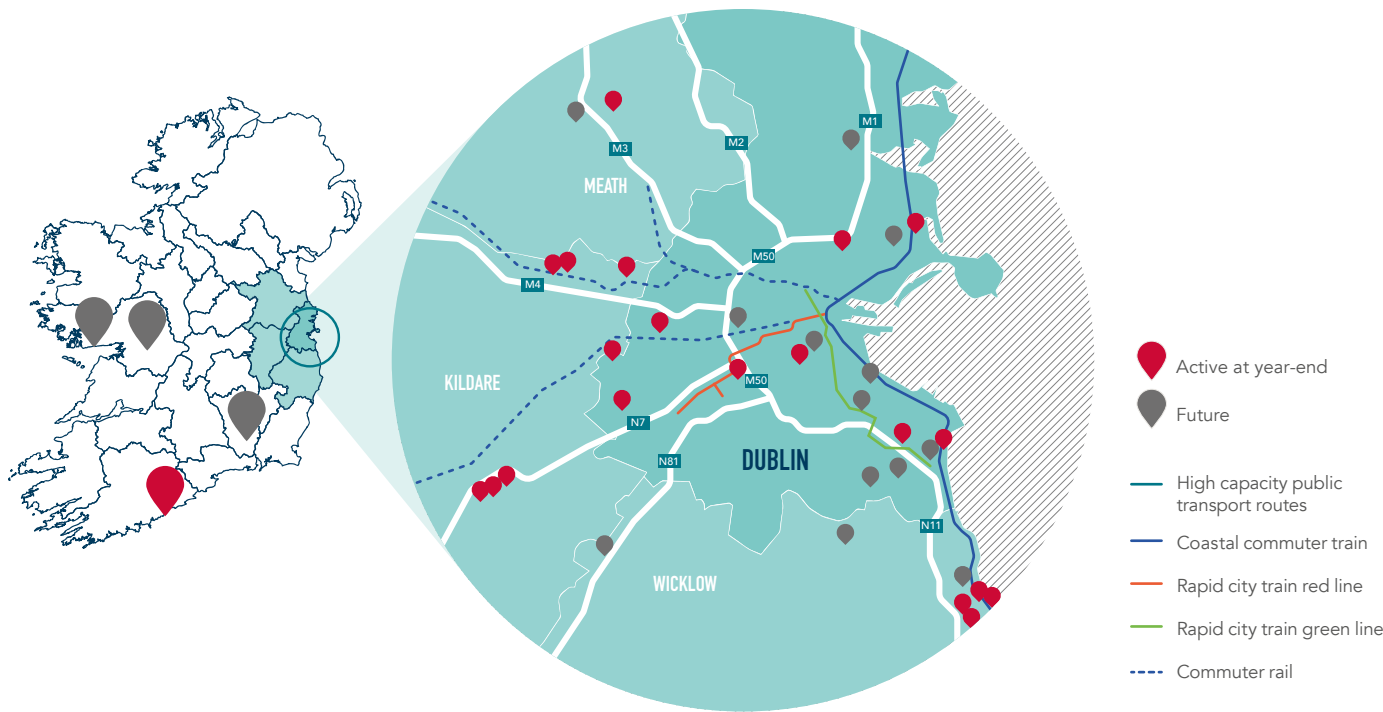 M1
M2
M3
MEATH
M50
M4
KILDARE
M50
N7
DUBLIN
N81
N11
WICKLOW
Active at year-end
Future
High capacity public
transport routes
Coastal commuter train
Rapid city train red line
Rapid city train green line
Commuter rail